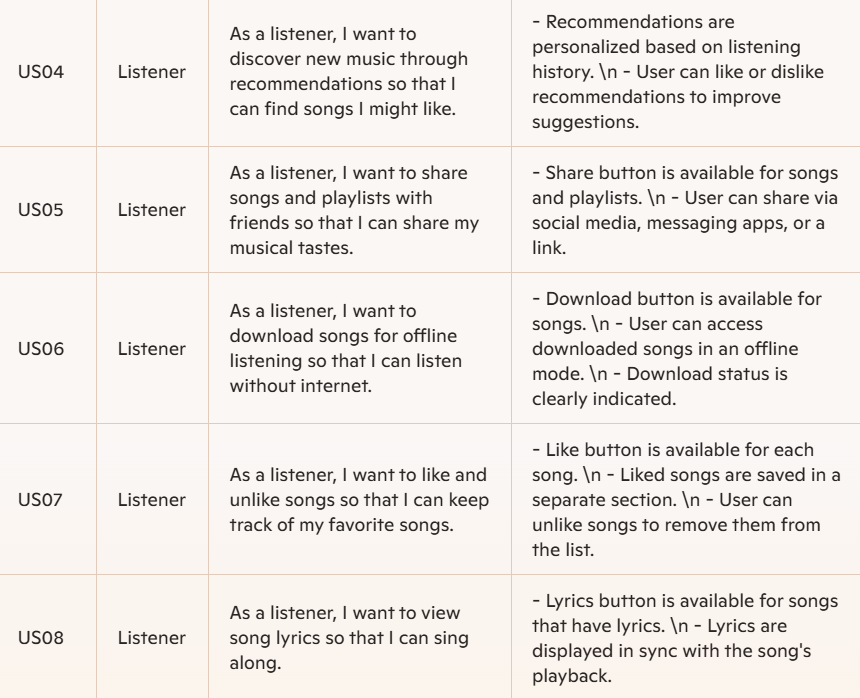 US04
Listener
As a listener, I want to
discover new music through
recommendations so that I
can find songs I might like.
- Recommendations are
personalized based on listening
history. \n - User can like or dislike
recommendations to improve
suggestions.
US05
Listener
As a listener, I want to share
songs and playlists with
friends so that I can share my
musical tastes.
- Share button is available for songs
and playlists. \n - User can share via
social media, messaging apps, or a
link.
US06
Listener
As a listener, I want to
download songs for offline
listening so that I can listen
without internet.
- Download button is available for
songs. \n - User can access
downloaded songs in an offline
mode. \n - Download status is
clearly indicated.
US07
Listener
As a listener, I want to like and
unlike songs so that I can keep
track of my favorite songs.
- Like button is available for each
song. \n - Liked songs are saved in a
separate section. \n - User can
unlike songs to remove them from
the list.
US08
Listener
As a listener, I want to view
song lyrics so that I can sing
along.
- Lyrics button is available for songs
that have lyrics. \n - Lyrics are
displayed in sync with the song's
playback.